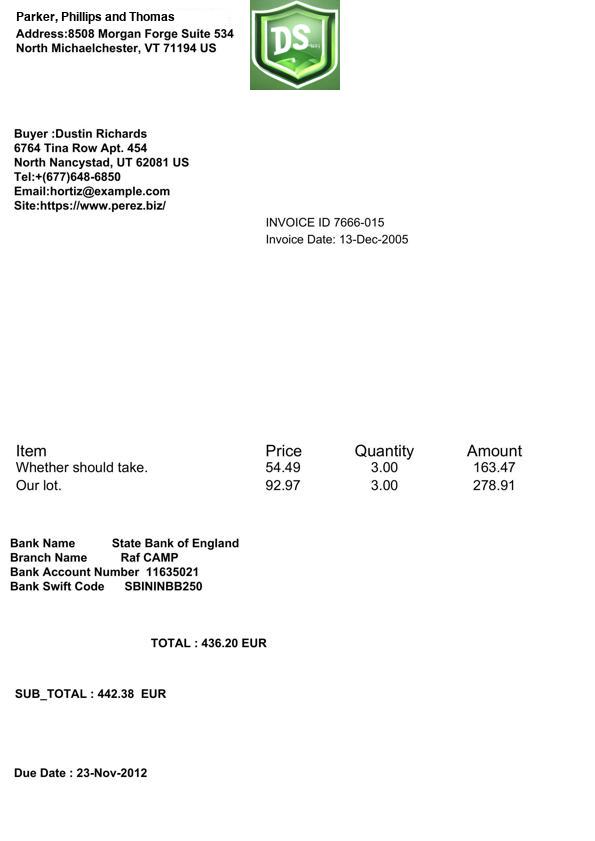 Parker, Phillips and Thomas
Address:8508 Morgan Forge Suite 534
North Michaelchester, VT 71194 US
DS
Buyer :Dustin Richards
6764 Tina Row Apt. 454
North Nancystad, UT 62081 US
Tel:+(677)648-6850
Email:hortiz@example.com
Site:https://www.perez.biz/
INVOICE ID 7666-015
Invoice Date: 13-Dec-2005
Item Price Quantity Amount
Whether should take. 54.49 3.00 163.47
Our lot. 92.97 3.00 278.91
Bank Name State Bank of England
Branch Name Raf CAMP
Bank Account Number 11635021
Bank Swift Code SBININBB250
TOTAL : 436.20 EUR
SUB_TOTAL : 442.38 EUR
Due Date : 23-Nov-2012